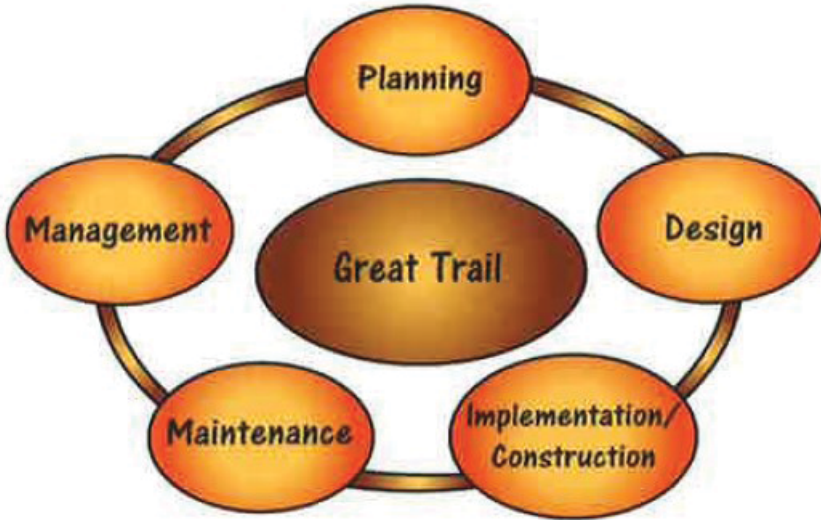 Planning
Management
Design
Great Trail
Maintenance
Implementation/
Construction